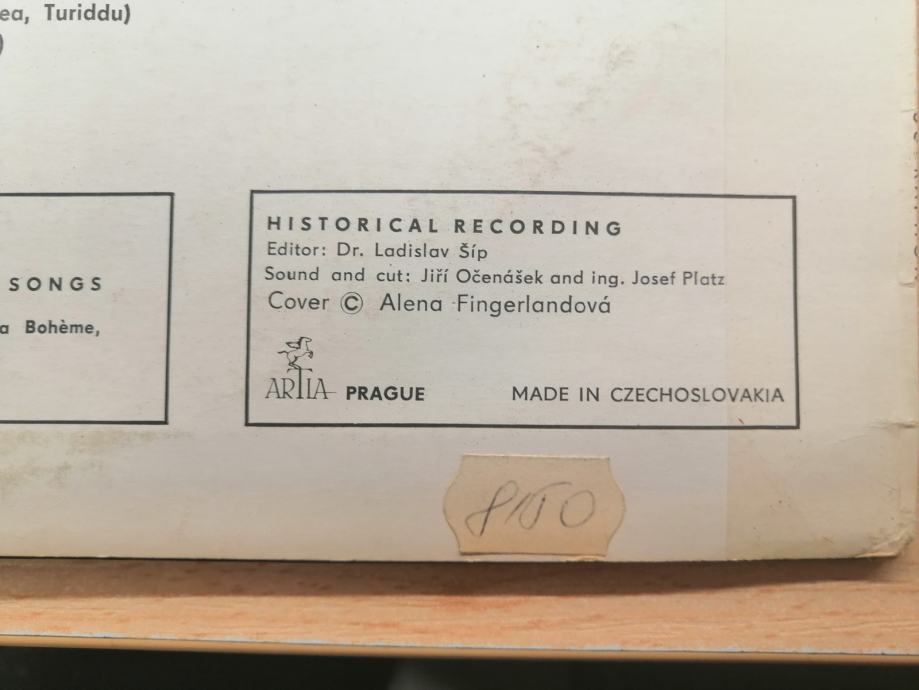 ea, Turiddu)
)
SONGS
a Bohème,
HISTORICAL RECORDING
Editor: Dr. Ladislav Šíp
Sound and cut: Jiří Očenášek and ing. Josef Platz
Cover © Alena Fingerlandová
ARTIA PRAGUE MADE IN CZECHOSLOVAKIA